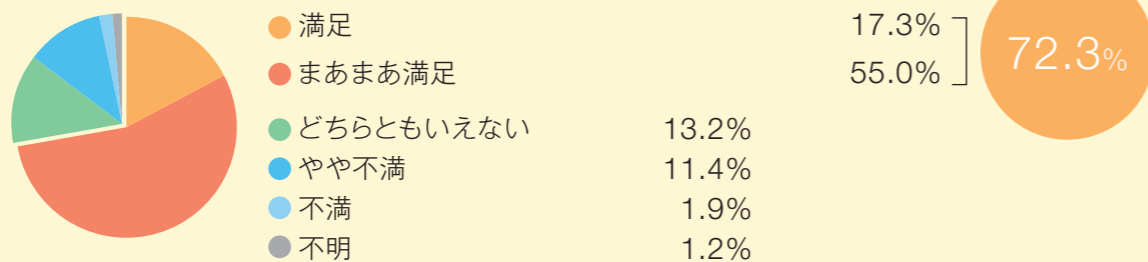 満足 17.3%
まあまあ満足 55.0%
72.3%
どちらともいえない 13.2%
やや不満 11.4%
不満 1.9%
不明 1.2%